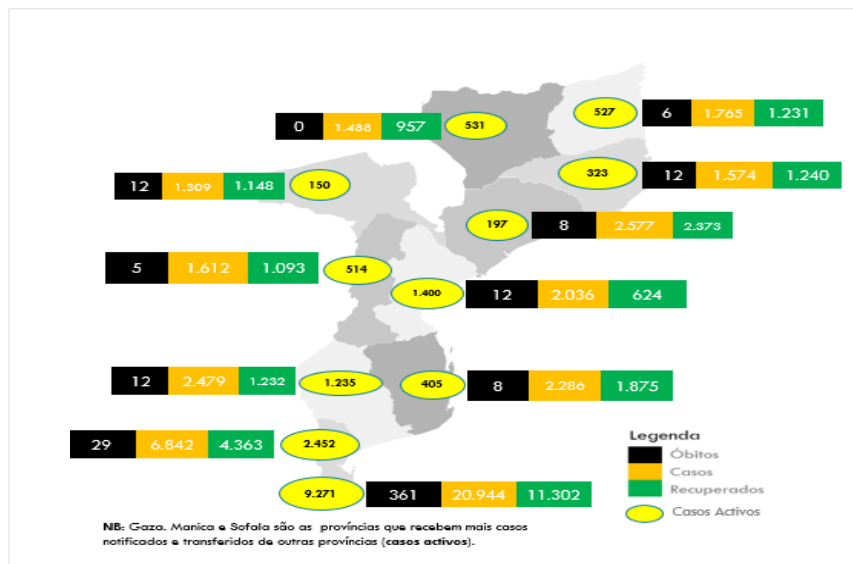 527 6 1.765 1.231
0 1.488 957 531
323 12 1.574 1.240
12 1.309 1.148 150
197 8 2.577 2.373
5 1.612 1.093 514
1.400 12 2.036 624
12 2.479 1.232 1.235
405 8 2.286 1.875
29 6.842 4.363 2.452
9.271 361 20.944 11.302
Legenda
Óbitos
Casos
Recuperados
Casos Activos
NB: Gaza. Manica e Sofala são as províncias que recebem mais casos
notificados e transferidos de outras províncias (casos activos).